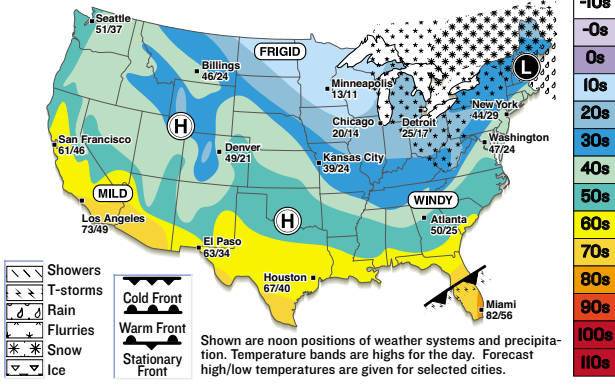 Seattle
51/37
Billings
46/24
FRIGID
Minneapolis
13/11
L
H
Chicago
20/14
Detroit
25/17
New York
44/29
Washington
47/24
San Francisco
61/46
Denver
49/21
Kansas City
39/24
MILD
WINDY
Los Angeles
73/49
H
Atlanta
50/25
El Paso
63/34
Houston
67/40
Miami
82/56
-10s
-0s
0s
10s
20s
30s
40s
50s
60s
70s
80s
90s
100s
110s
Showers
T-storms
Rain
Flurries
Snow
Ice
Cold Front
Warm Front
Stationary
Front
Shown are noon positions of weather systems and precipita-
tion. Temperature bands are highs for the day. Forecast
high/low temperatures are given for selected cities.